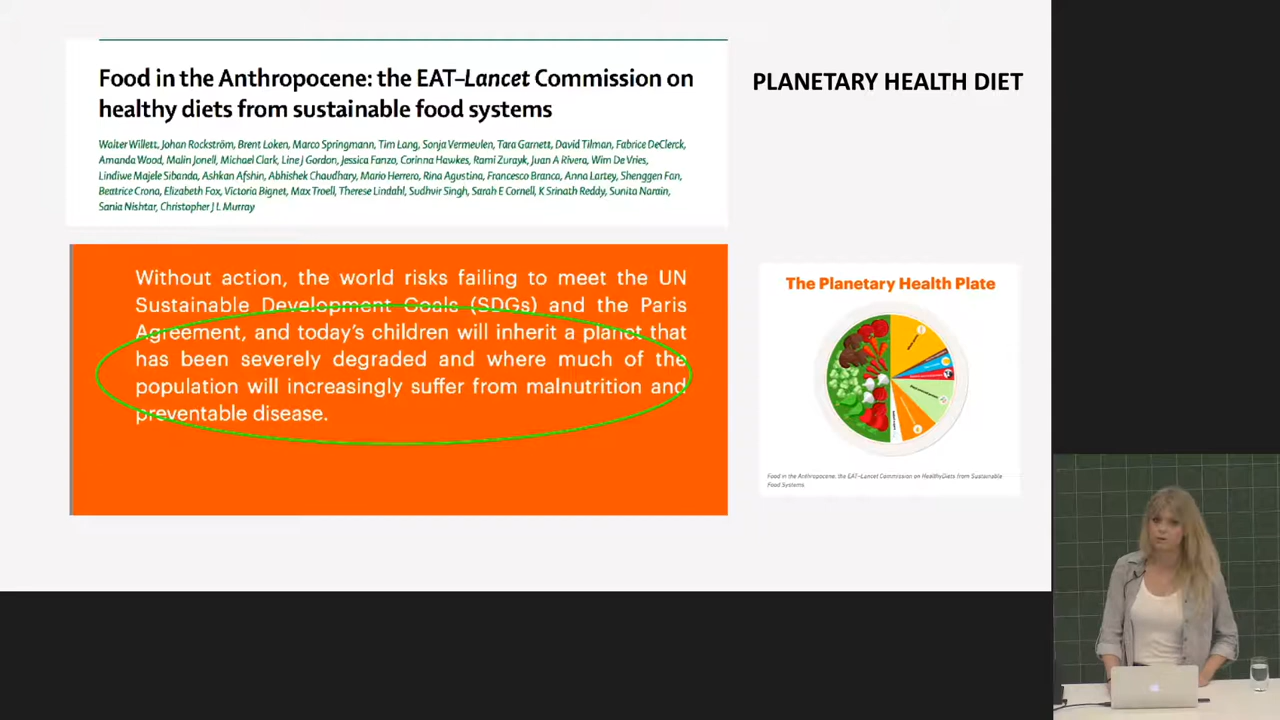 Food in the Anthropocene: the EAT–Lancet Commission on
healthy diets from sustainable food systems
Walter Willett, Johan Rockström, Brent Loken, Marco Springmann, Tim Lang, Sonja Vermeulen, Tara Garnett, David Tilman, Fabrice DeClerck,
Amanda Wood, Malin Jonell, Michael Clark, Line J Gordon, Jessica Fanzo, Corinna Hawkes, Rami Zurayk, Juan A Rivera, Wim De Vries,
Lindiwe Majele Sibanda, Ashkan Afshin, Abhishek Chaudhary, Mario Herrero, Rina Agustina, Francesco Branca, Anna Lartey, Shenggen Fan,
Beatrice Crona, Elizabeth Fox, Victoria Bignet, Max Troell, Therese Lindahl, Sudhvir Singh, Sarah E Cornell, K Srinath Reddy, Sunita Narain,
Sania Nishtar, Christopher J L Murray
PLANETARY HEALTH DIET
Without action, the world risks failing to meet the UN
Sustainable Development Goals (SDGs) and the Paris
Agreement, and today's children will inherit a planet that
has been severely degraded and where much of the
population will increasingly suffer from malnutrition and
preventable disease.
The Planetary Health Plate
Food in the Anthropocene: the EAT-Lancet Commission on HealthyDiets from Sustainable
Food Systems